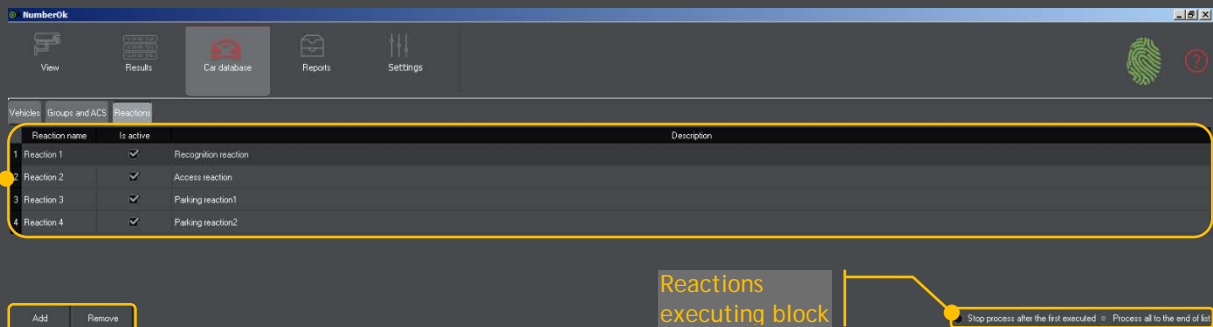 NumberOk
View Results Car database Reports Settings
?
Vehicles Groups and ACS Reactions
Reaction name Is active Description
1 Reaction 1 Recognition reaction
2 Reaction 2 Access reaction
3 Reaction 3 Parking reaction1
4 Reaction 4 Parking reaction2
Reactions
executing block
Add Remove Stop process after the first executed Process all to the end of list